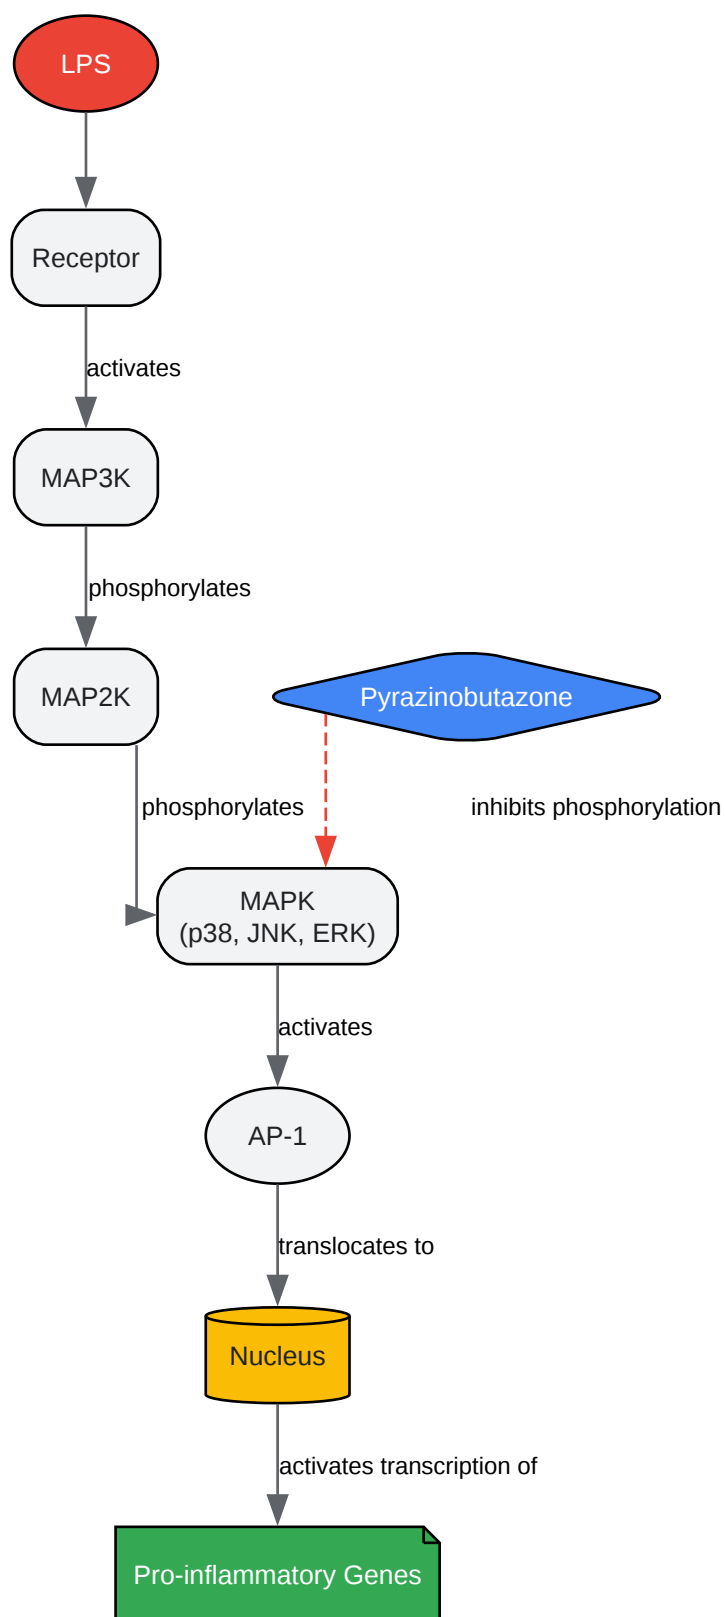 LPS
Receptor
activates
MAP3K
phosphorylates
MAP2K
Pyrazinobutazone
phosphorylates
inhibits phosphorylation
MAPK
(p38, JNK, ERK)
activates
AP-1
translocates to
Nucleus
activates transcription of
Pro-inflammatory Genes